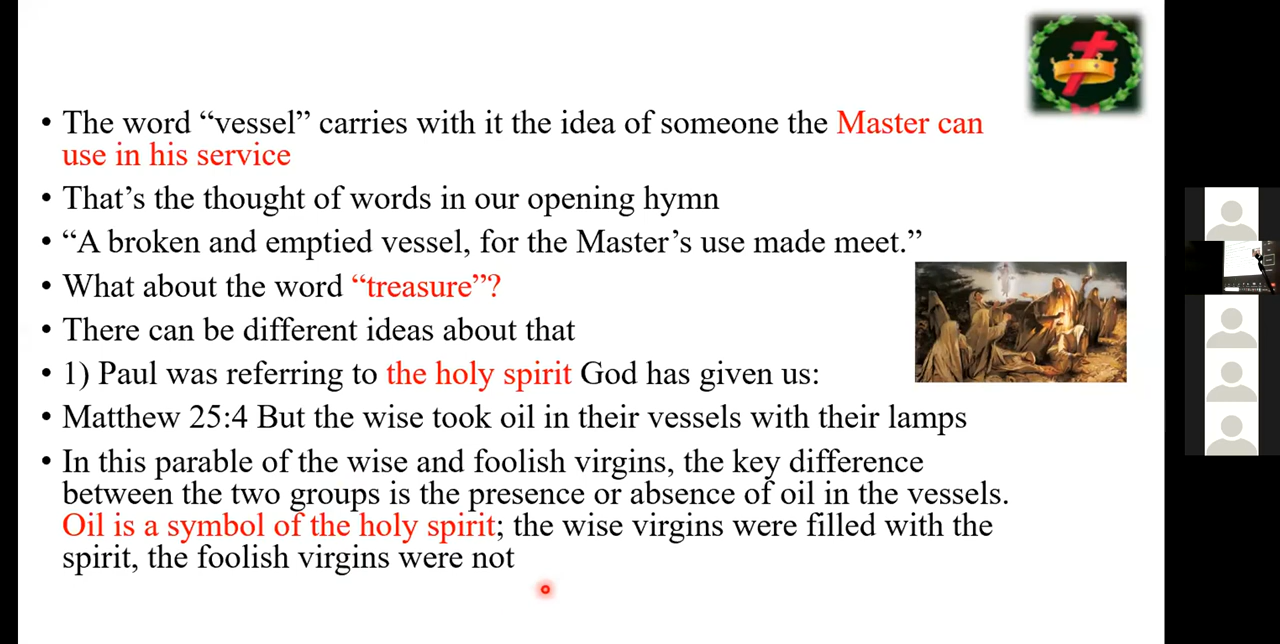 • The word “vessel” carries with it the idea of someone the Master can
use in his service
• That’s the thought of words in our opening hymn
• “A broken and emptied vessel, for the Master’s use made meet.”
• What about the word “treasure”?
• There can be different ideas about that
• 1) Paul was referring to the holy spirit God has given us:
• Matthew 25:4 But the wise took oil in their vessels with their lamps
• In this parable of the wise and foolish virgins, the key difference
between the two groups is the presence or absence of oil in the vessels.
Oil is a symbol of the holy spirit; the wise virgins were filled with the
spirit, the foolish virgins were not